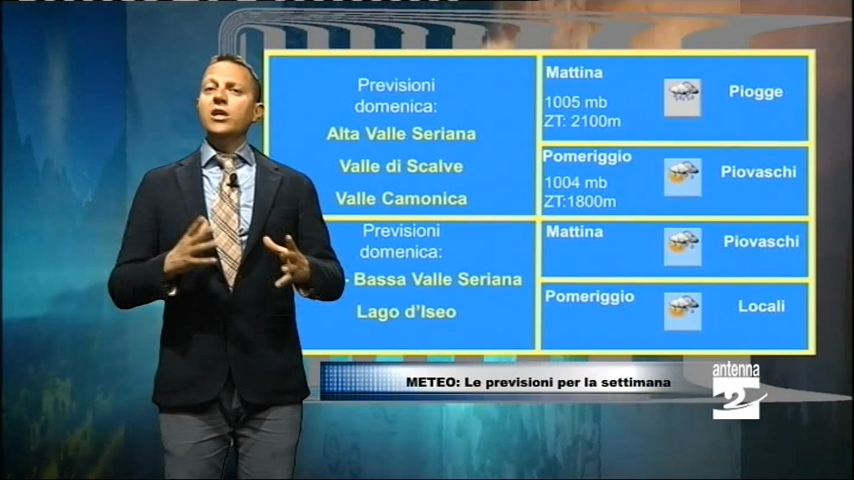 Previsioni
domenica:
Alta Valle Seriana
Valle di Scalve
Valle Camonica
Mattina
1005 mb
ZT: 2100m
Piogge
Pomeriggio
1004 mb
ZT:1800m
Piovaschi
Previsioni
domenica:
- Bassa Valle Seriana
Lago d'Iseo
Mattina
Piovaschi
Pomeriggio
Locali
METEO: Le previsioni per la settimana
antenna
2